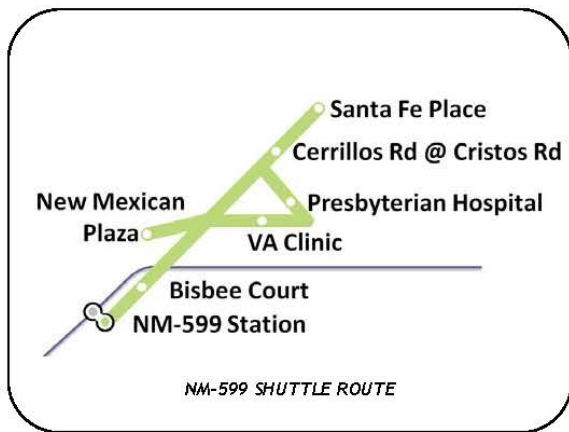 Santa Fe Place
Cerrillos Rd @ Cristos Rd
New Mexican
Plaza
Presbyterian Hospital
VA Clinic
Bisbee Court
NM-599 Station
NM-599 SHUTTLE ROUTE